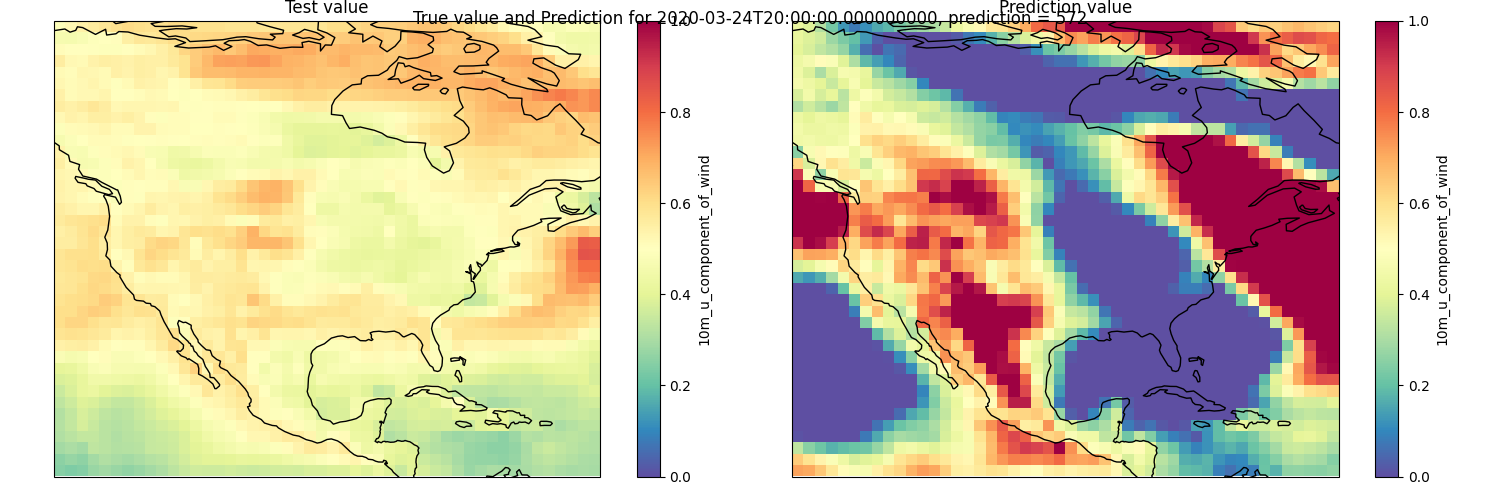 Test value
True value and Prediction for 2020-03-24T20:00:00.000000000, prediction = 572
Prediction value
1.0
0.8
0.6
0.4
0.2
0.0
10m_u_component_of_wind
1.0
0.8
0.6
0.4
0.2
0.0
10m_u_component_of_wind